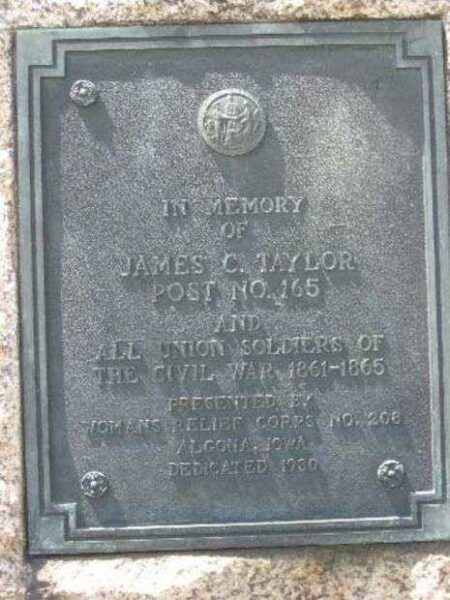 IN MEMORY
OF
JAMES C. TAYLOR
POST NO. 165
AND
ALL UNION SOLDIERS OF
THE CIVIL WAR 1861-1865
PRESENTED BY
WOMANS RELIEF CORPS NO. 208
ALGONA, IOWA
DEDICATED 1930